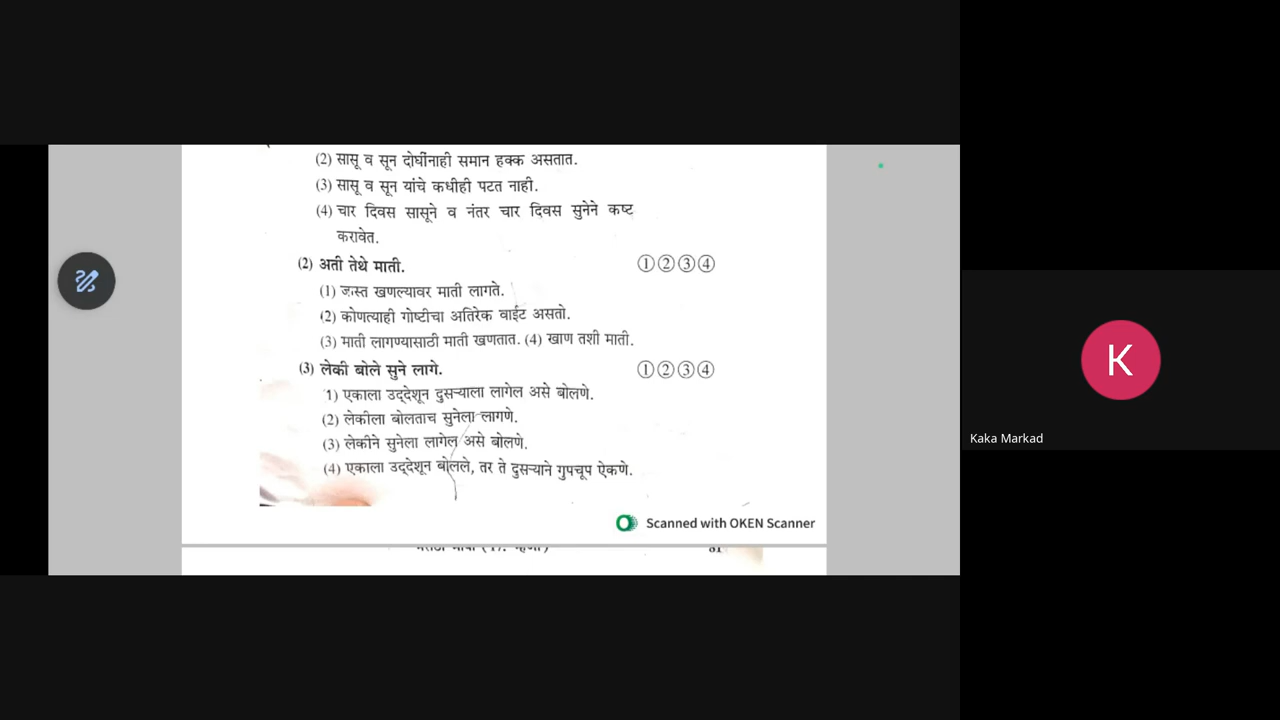 (2) सासू व सून दोघींनाही समान हक्क असतात.
(3) सासू व सून यांचे कधीही पटत नाही.
(4) चार दिवस सासूने व नंतर चार दिवस सुनेने कष्ट
करावेत.
(2) अती तेथे माती. ①②③④
(1) जास्त खणल्यावर माती लागते.
(2) कोणत्याही गोष्टीचा अतिरेक वाईट असतो.
(3) माती लागण्यासाठी माती खणतात. (4) खाण तशी माती.
(3) लेकी बोले सुने लागे. ①②③④
1) एकाला उद्देशून दुसऱ्याला लागेल असे बोलणे.
(2) लेकीला बोलताच सुनेला लागणे.
(3) लेकीने सुनेला लागेल असे बोलणे.
(4) एकाला उद्देशून बोलले, तर ते दुसऱ्याने गुपचूप ऐकणे.
Scanned with OKEN Scanner
K
Kaka Markad